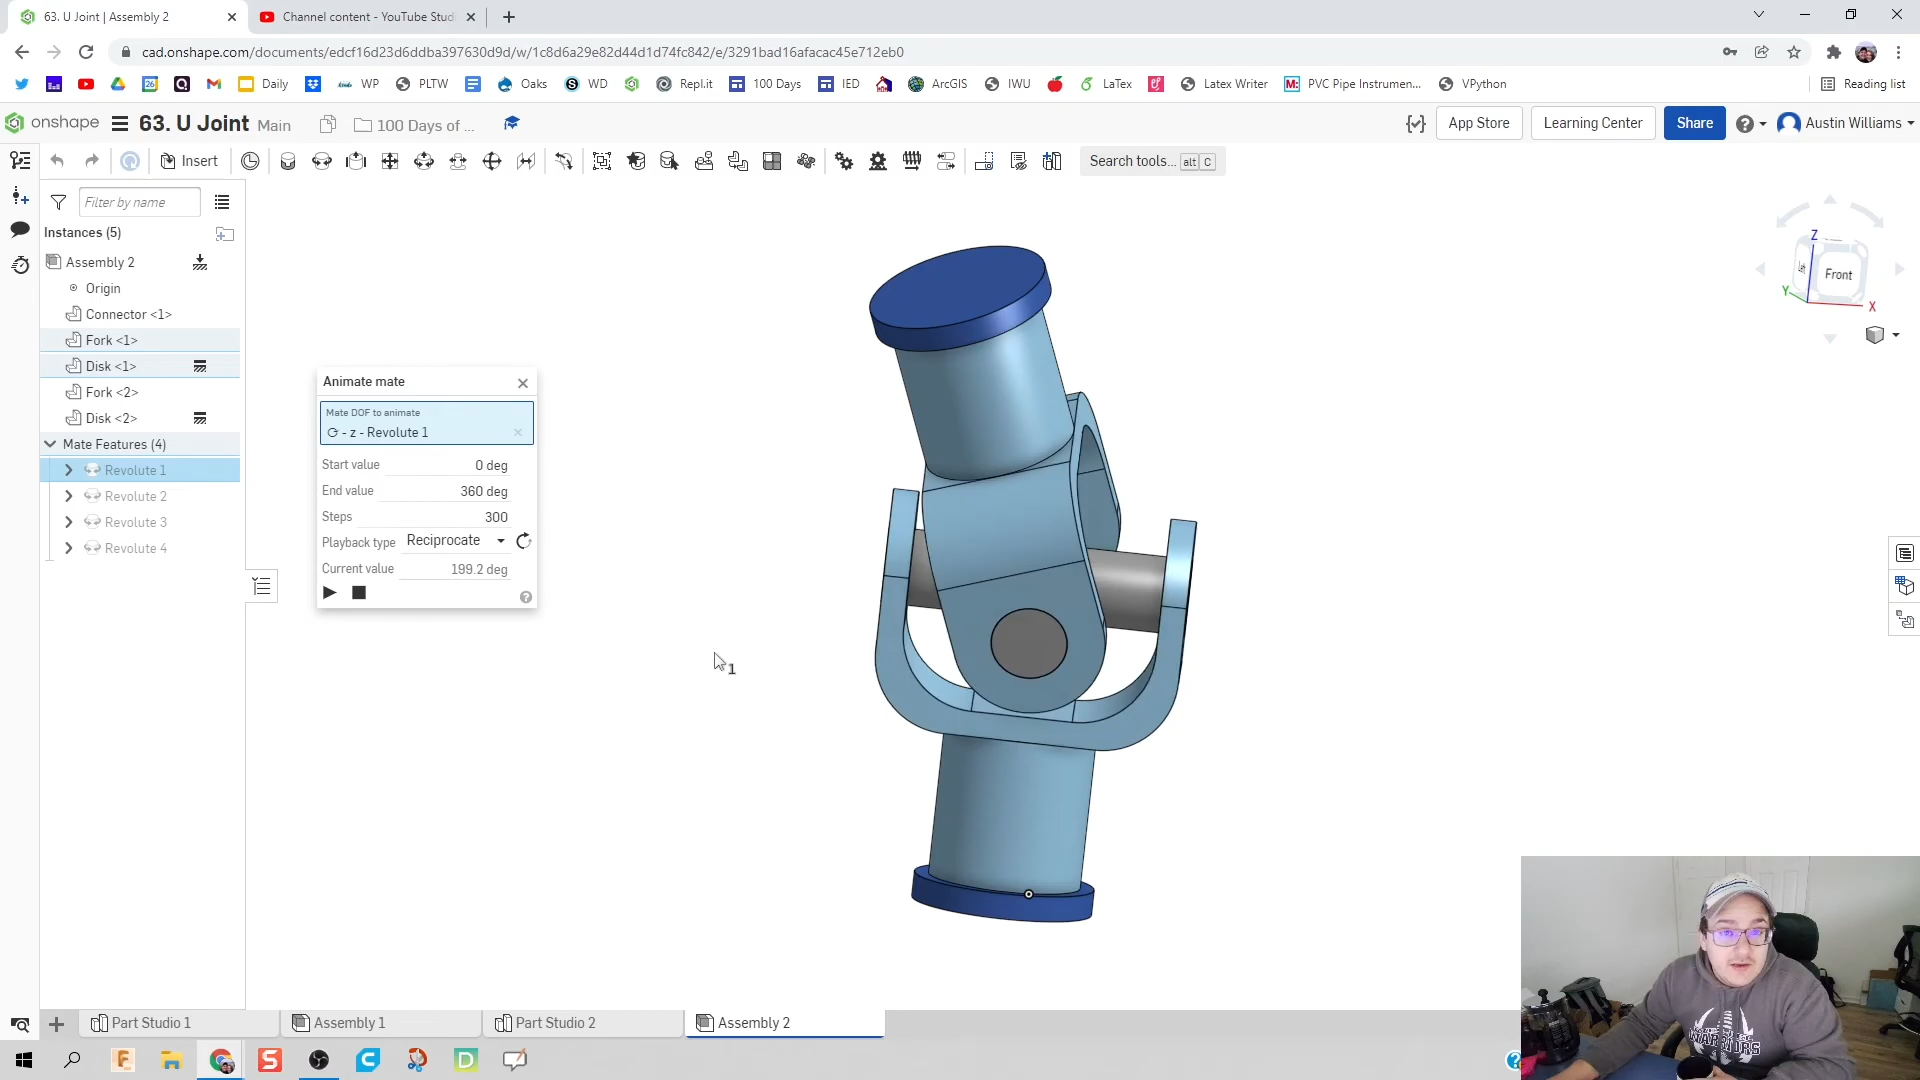 63. U Joint | Assembly 2
Channel content - YouTube Studi
cad.onshape.com/documents/edcf16d23d6ddba397630d9d/w/1c8d6a29e82d44d1d74fc842/e/3291bad16afacac45e712eb0
Daily
WP
PLTW
Oaks
WD
Repl.it
100 Days
IED
ArcGIS
IWU
LaTex
Latex Writer
M: PVC Pipe Instrumen...
VPython
Reading list
onshape
63. U Joint Main
100 Days of ...
App Store
Learning Center
Share
Austin Williams
Insert
Search tools... alt C
Filter by name
Instances (5)
Assembly 2
Origin
Connector <1>
Fork <1>
Disk <1>
Fork <2>
Disk <2>
Mate Features (4)
Revolute 1
Revolute 2
Revolute 3
Revolute 4
Animate mate
Mate DOF to animate
- z - Revolute 1
Start value 0 deg
End value 360 deg
Steps 300
Playback type Reciprocate
Current value 199.2 deg
1
Z
Front
Y
X
WARRIORS
Part Studio 1
Assembly 1
Part Studio 2
Assembly 2